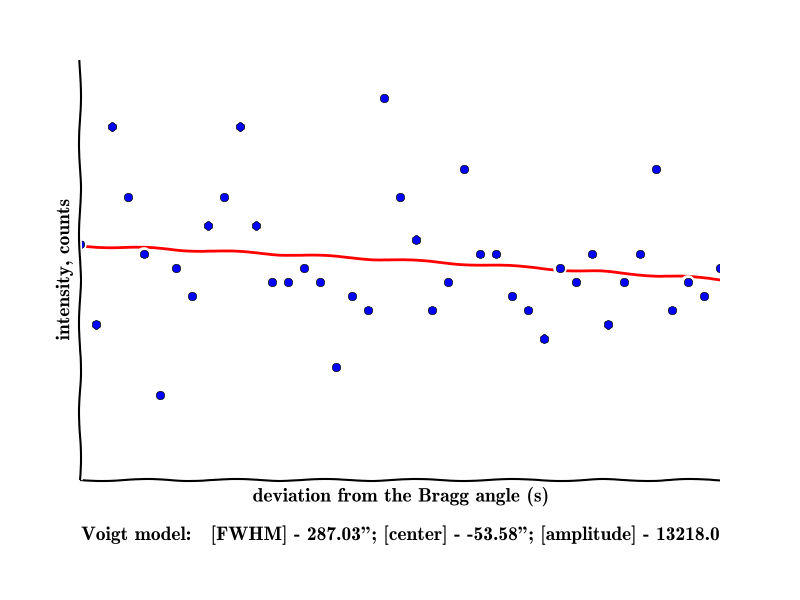 intensity, counts
deviation from the Bragg angle (s)
Voigt model: [FWHM] - 287.03”; [center] - -53.58”; [amplitude] - 13218.0